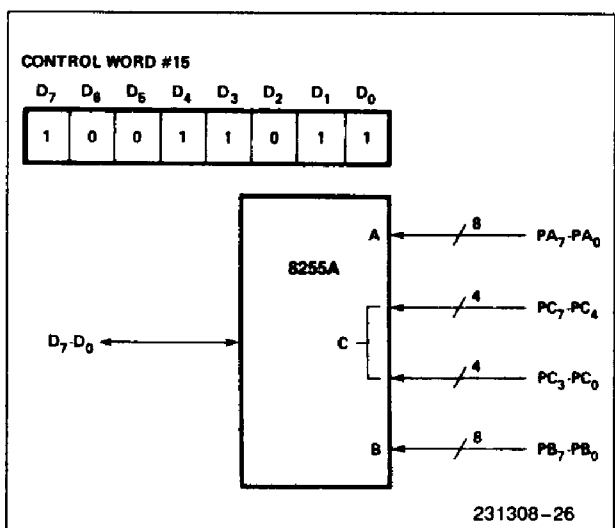 CONTROL WORD #15
D7 D6 D5 D4 D3 D2 D1 D0
1 0 0 1 1 0 1 1
A 8 PA7-PA0
8255A
4 PC7-PC4
D7-D0 C
4 PC3-PC0
B 8 PB7-PB0
231308-26